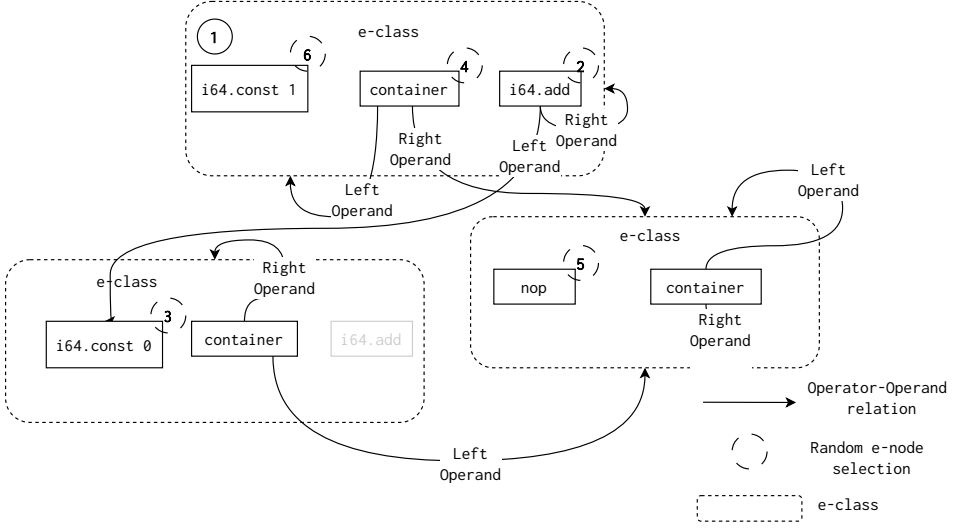 1
e-class
6
4
2
i64.const 1
container
i64.add
Right
Operand
Right
Operand
Left
Operand
Left
Operand
Left
Operand
e-class
5
nop
container
Right
Operand
e-class
Right
Operand
3
i64.const 0
container
i64.add
Left
Operand
Operator-Operand
relation
Random e-node
selection
e-class